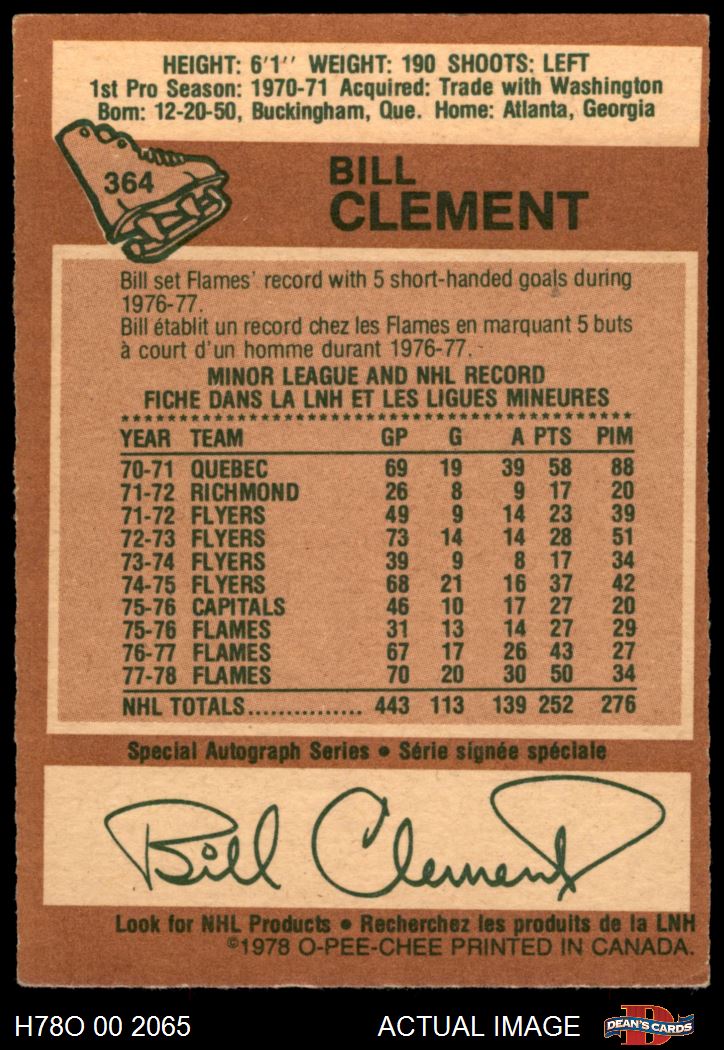 HEIGHT: 6'1'' WEIGHT: 190 SHOOTS: LEFT
1st Pro Season: 1970-71 Acquired: Trade with Washington
Born: 12-20-50, Buckingham, Que. Home: Atlanta, Georgia
364
BILL
CLEMENT
Bill set Flames' record with 5 short-handed goals during
1976-77.
Bill établit un record chez les Flames en marquant 5 buts
à court d'un homme durant 1976-77.
MINOR LEAGUE AND NHL RECORD
FICHE DANS LA LNH ET LES LIGUES MINEURES
YEAR TEAM GP G A PTS PIM
70-71 QUEBEC 69 19 39 58 88
71-72 RICHMOND 26 8 9 17 20
71-72 FLYERS 49 9 14 23 39
72-73 FLYERS 73 14 14 28 51
73-74 FLYERS 39 9 8 17 34
74-75 FLYERS 68 21 16 37 42
75-76 CAPITALS 46 10 17 27 20
75-76 FLAMES 31 13 14 27 29
76-77 FLAMES 67 17 26 43 27
77-78 FLAMES 70 20 30 50 34
NHL TOTALS................ 443 113 139 252 276
Special Autograph Series • Série signée spéciale
Bill Clement
Look for NHL Products • Recherchez les produits de la LNH
©1978 O-PEE-CHEE PRINTED IN CANADA.
H78O 00 2065 ACTUAL IMAGE D DEAN'S CARDS